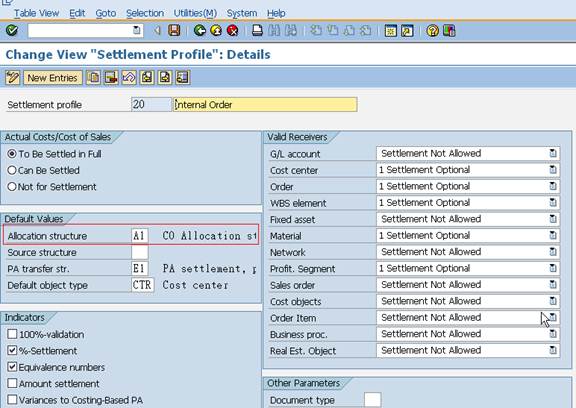 Table View Edit Goto Selection Utilities(M) System Help
Change View "Settlement Profile": Details
New Entries
Settlement profile 20 Internal Order
Actual Costs/Cost of Sales
To Be Settled in Full
Can Be Settled
Not for Settlement
Default Values
Allocation structure A1 CO Allocation st
Source structure
PA transfer str. E1 PA settlement, p
Default object type CTR Cost center
Indicators
100%-validation
%-Settlement
Equivalence numbers
Amount settlement
Variances to Costing-Based PA
Valid Receivers
G/L account Settlement Not Allowed
Cost center 1 Settlement Optional
Order 1 Settlement Optional
WBS element 1 Settlement Optional
Fixed asset Settlement Not Allowed
Material 1 Settlement Optional
Network Settlement Not Allowed
Profit. Segment 1 Settlement Optional
Sales order Settlement Not Allowed
Cost objects Settlement Not Allowed
Order Item Settlement Not Allowed
Business proc. Settlement Not Allowed
Real Est. Object Settlement Not Allowed
Other Parameters
Document type